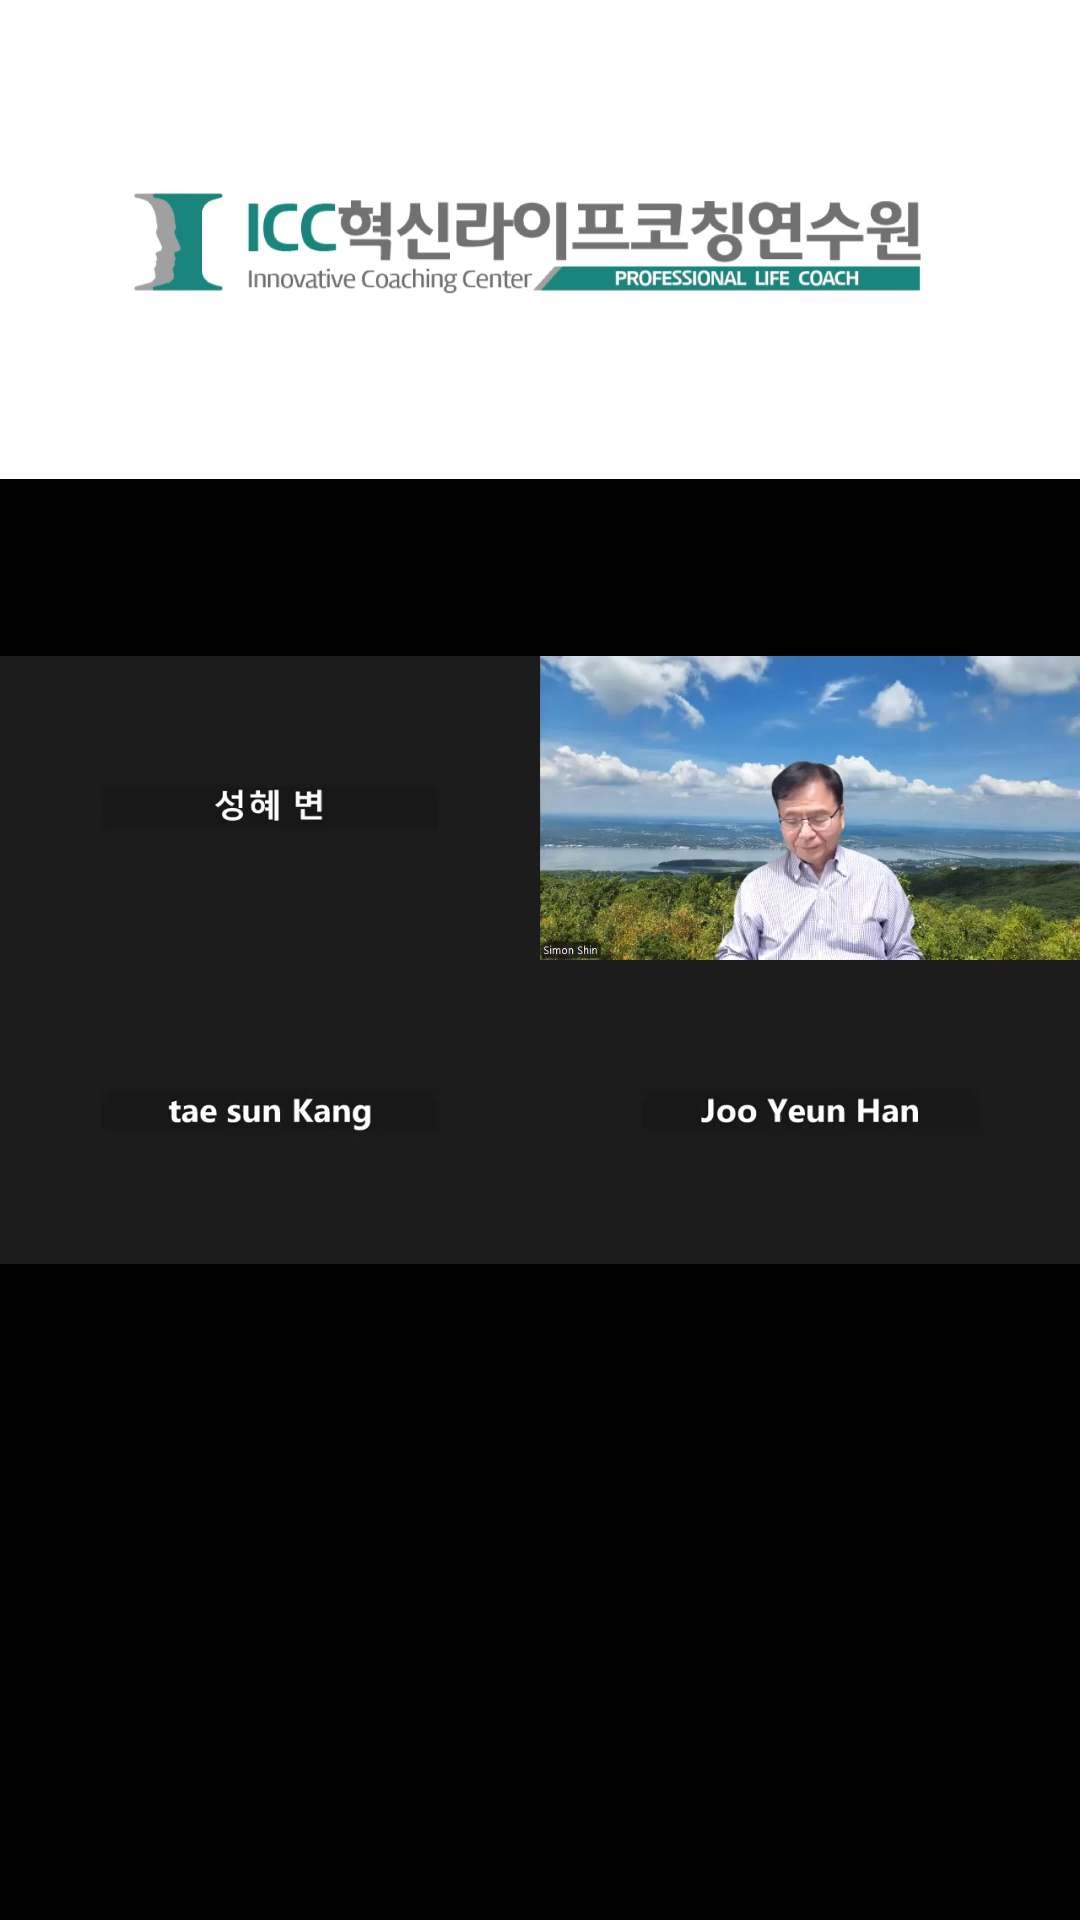 ICC혁신라이프코칭연수원
Innovative Coaching Center PROFESSIONAL LIFE COACH
성혜 변
Simon Shin
tae sun Kang
Joo Yeun Han